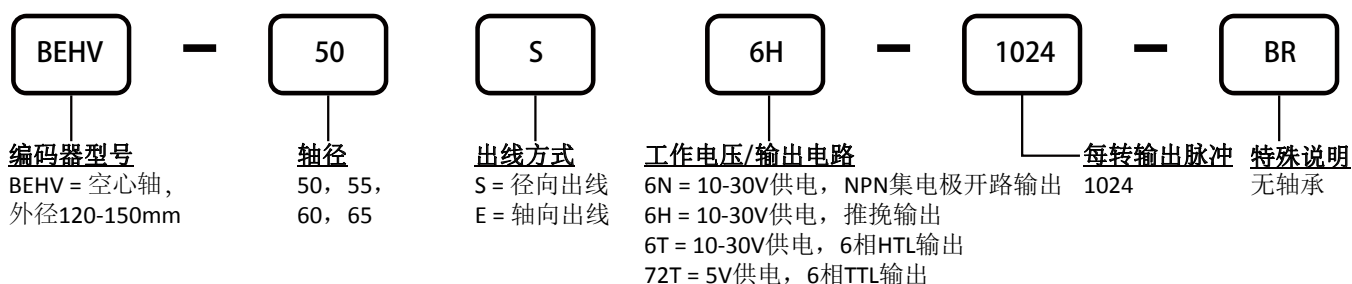 BEHV - 50 S 6H - 1024 - BR
编码器型号 轴径 出线方式 工作电压/输出电路 每转输出脉冲 特殊说明
BEHV = 空心轴, 50，55， S = 径向出线 6N = 10-30V供电，NPN集电极开路输出 1024 无轴承
外径120-150mm 60，65 E = 轴向出线 6H = 10-30V供电，推挽输出
6T = 10-30V供电，6相HTL输出
72T = 5V供电，6相TTL输出